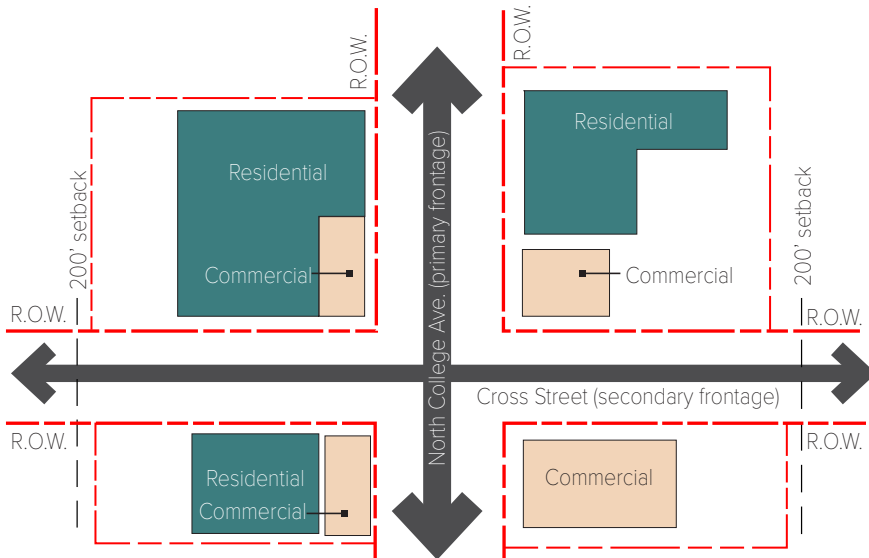 R.O.W.
R.O.W.
Residential
Residential
North College Ave. (primary frontage)
200' setback
200' setback
Commercial
Commercial
R.O.W.
R.O.W.
Cross Street (secondary frontage)
R.O.W.
R.O.W.
Residential
Commercial
Commercial